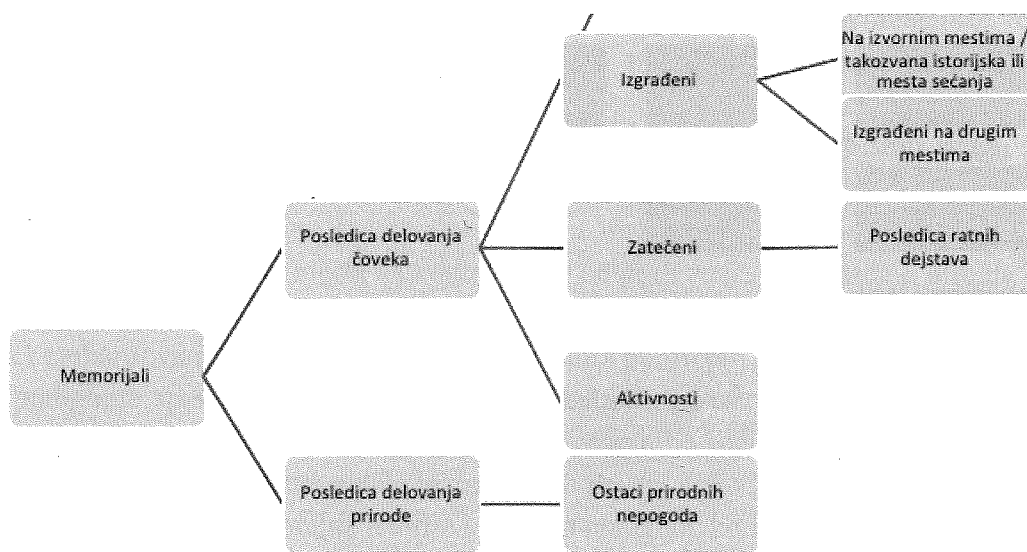 Memorijali
Posledica delovanja
čoveka
Izgrađeni
Na izvornim mestima /
takozvana istorijska ili
mesta sećanja
Izgrađeni na drugim
mestima
Zatečeni
Posledica ratnih
dejstava
Aktivnosti
Posledica delovanja
prirode
Ostaci prirodnih
nepogoda